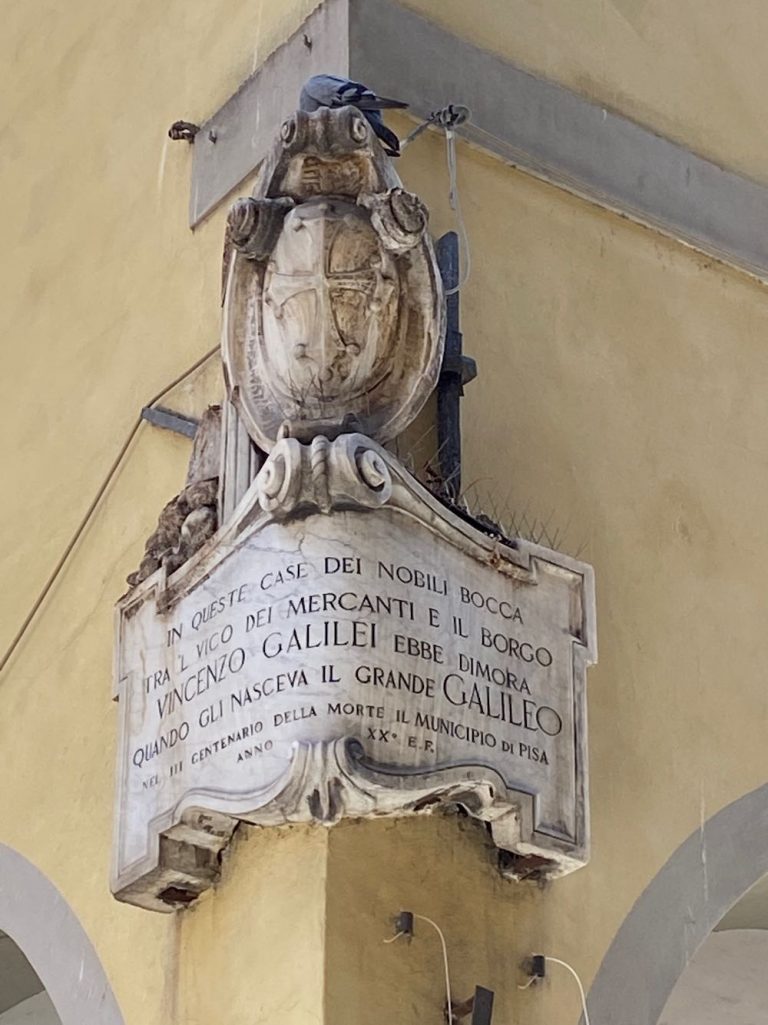 IN QUESTE CASE DEI NOBILI BOCCA
TRA 'L VICO DEI MERCANTI E IL BORGO
VINCENZO GALILEI EBBE DIMORA
QUANDO GLI NASCEVA IL GRANDE GALILEO
NEL III CENTENARIO DELLA MORTE IL MUNICIPIO DI PISA
ANNO XX° E.F.